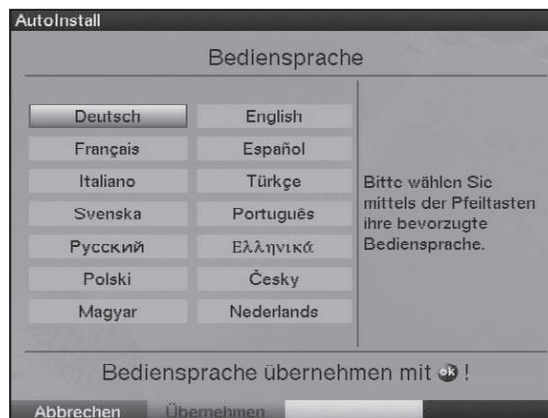 AutoInstall
Bediensprache
Deutsch English
Français Español
Italiano Türkçe
Svenska Português
Русский Ελληνικά
Polski Česky
Magyar Nederlands
Bitte wählen Sie
mittels der Pfeiltasten
ihre bevorzugte
Bediensprache.
Bediensprache übernehmen mit ok !
Abbrechen Übernehmen